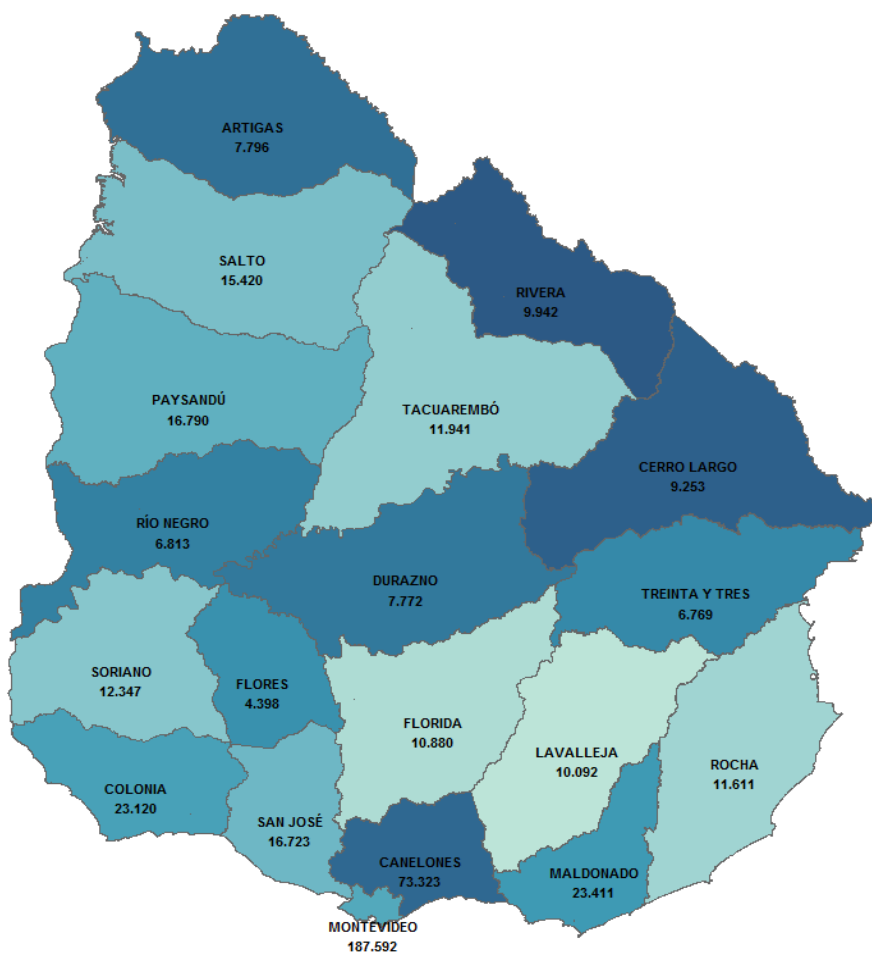 ARTIGAS
7.796
SALTO
15.420
RIVERA
9.942
PAYSANDÚ
16.790
TACUAREMBÓ
11.941
CERRO LARGO
9.253
RÍO NEGRO
6.813
DURAZNO
7.772
TREINTA Y TRES
6.769
SORIANO
12.347
FLORES
4.398
FLORIDA
10.880
LAVALLEJA
10.092
ROCHA
11.611
COLONIA
23.120
SAN JOSÉ
16.723
CANELONES
73.323
MALDONADO
23.411
MONTEVIDEO
187.592